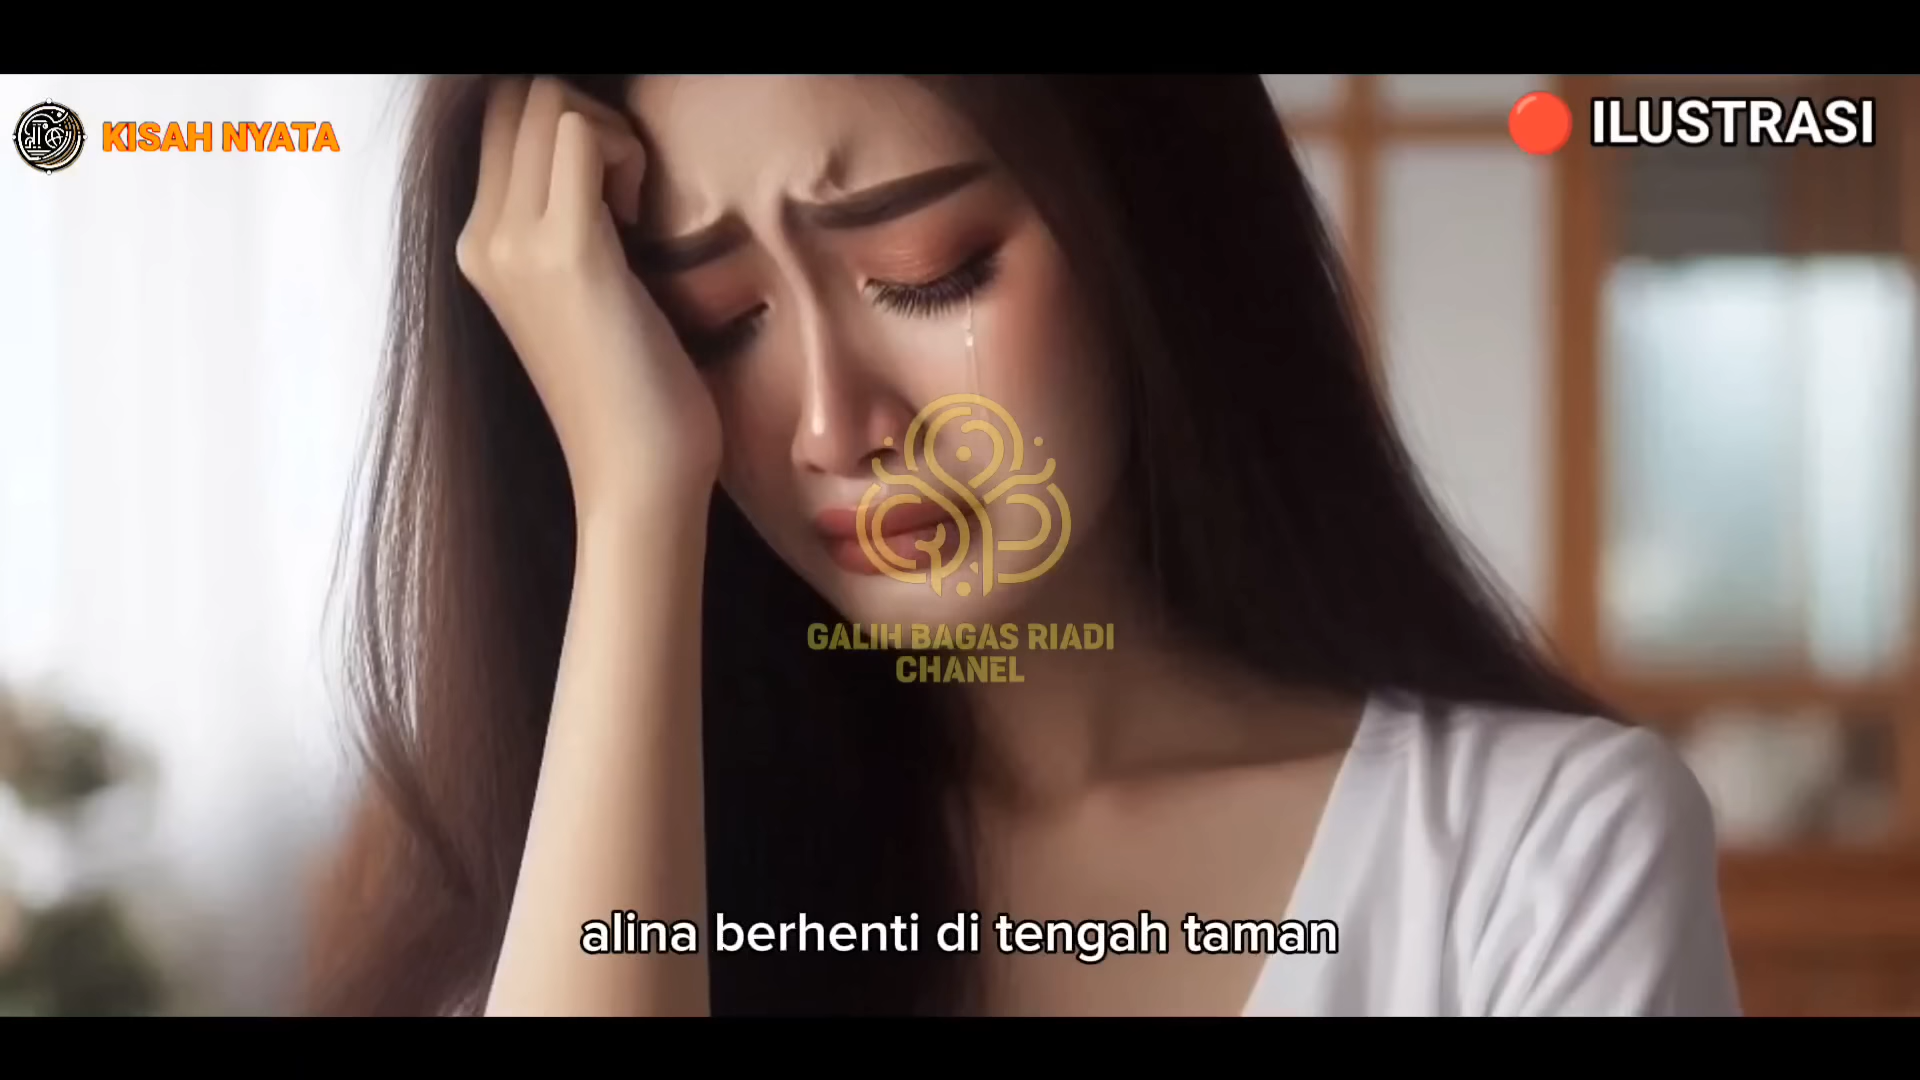 KISAH NYATA
ILUSTRASI
GALIH BAGAS RIADI
CHANEL
alina berhenti di tengah taman